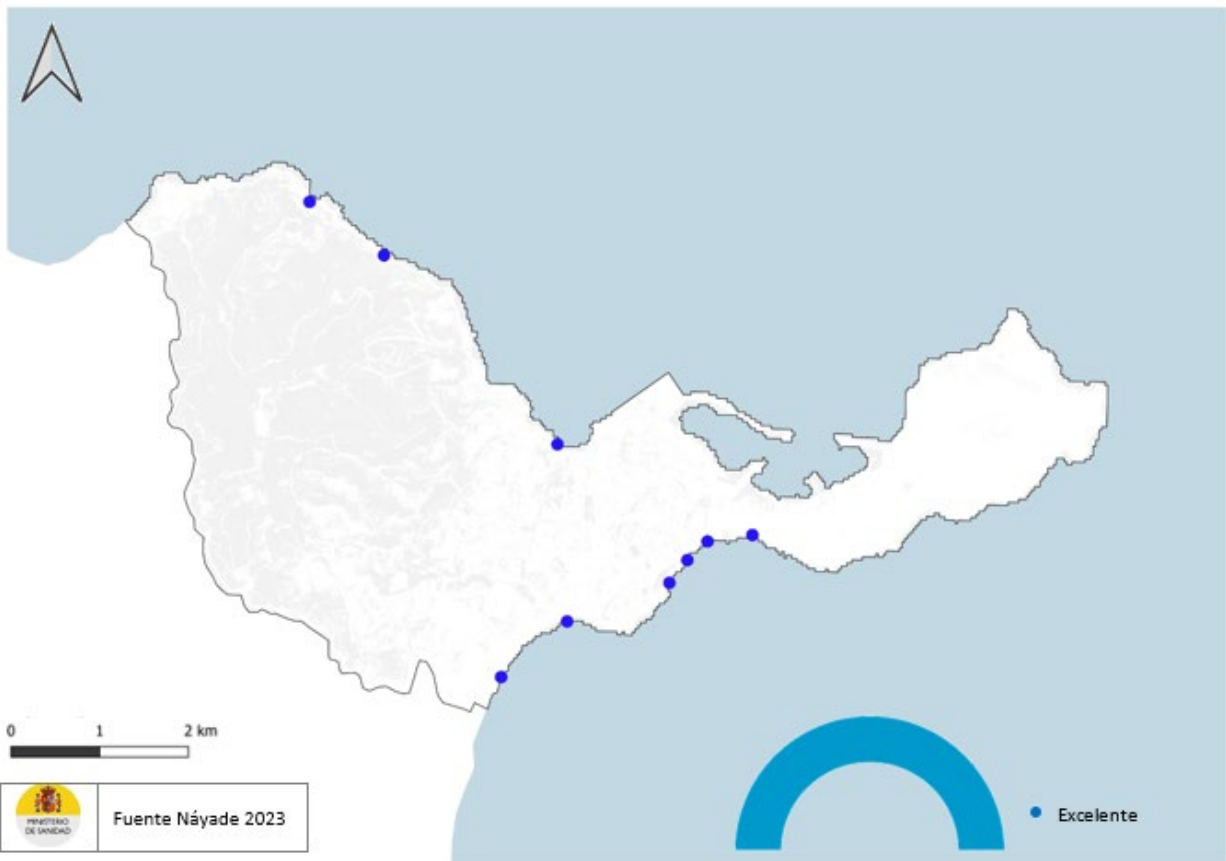 0 1 2 km
MINISTERIO
DE SANIDAD
Fuente Náyade 2023
Excelente